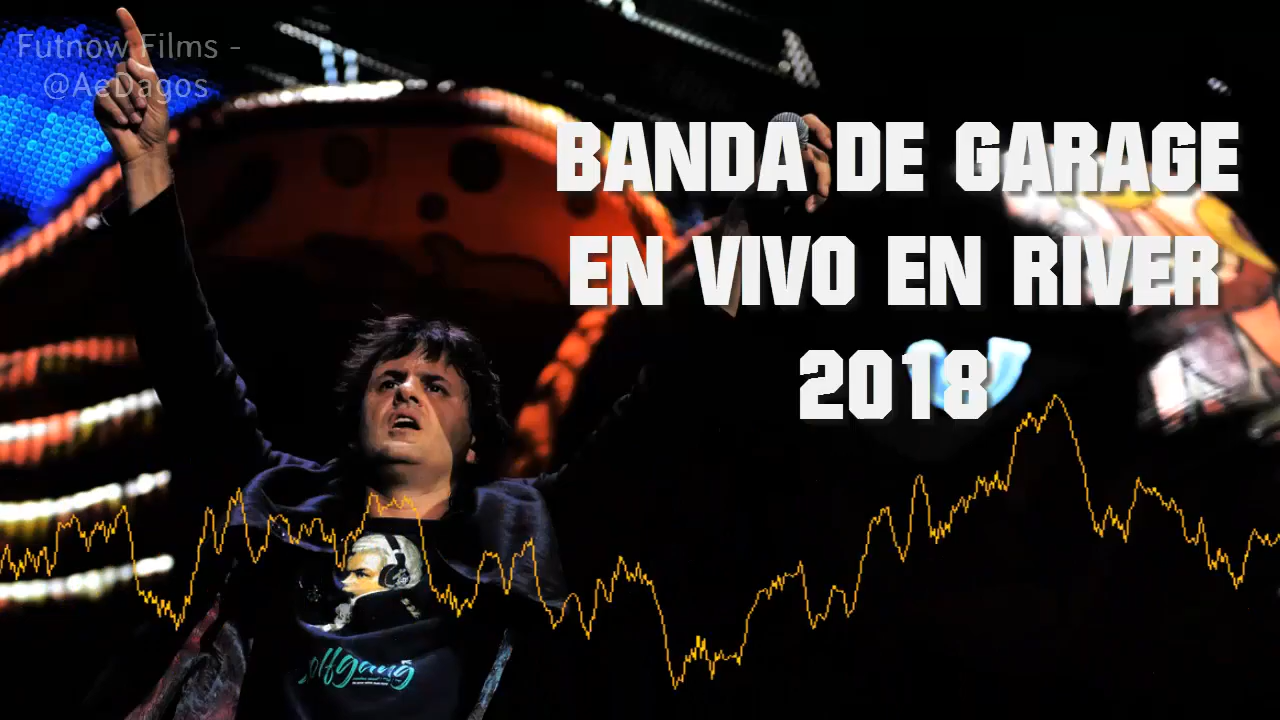 Futnow Films -
@AeDagos
BANDA DE GARAGE
EN VIVO EN RIVER
2018
olfgang